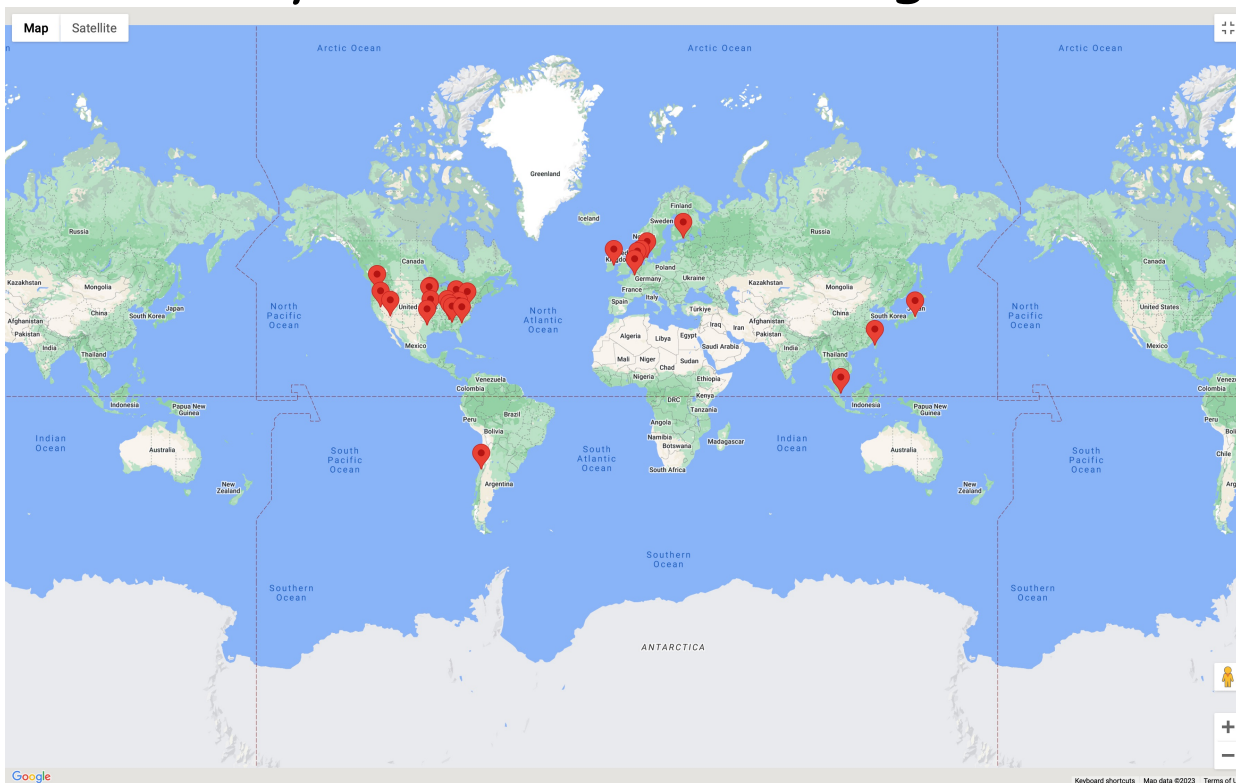 Map Satellite
Arctic Ocean Arctic Ocean Arctic Ocean
Greenland
Iceland
Finland
Sweden
Russia Russia
Canada Canada
Poland
Germany Ukraine
France
Spain Italy Türkiye
Kazakhstan Mongolia Kazakhstan Mongolia
China Japan China
South Korea South Korea
Afghanistan Afghanistan
Pakistan Pakistan
India Thailand India Thailand
North Pacific Ocean
North Atlantic Ocean
North Pacific Ocean
United States
Mexico Mexico
Iraq Iran
Algeria Libya Egypt Saudi Arabia
Mali Niger Chad Sudan
Nigeria Ethiopia
Venezuela
Colombia Colombia
DRC Kenya
Tanzania
Indonesia Papua New Guinea Indonesia Papua New Guinea
Peru Brazil Peru
Bolivia
Angola
Namibia Botswana Madagascar
South Africa
Indian Ocean
Australia
South Pacific Ocean
South Atlantic Ocean
Indian Ocean
Australia
South Pacific Ocean
Chile
New Zealand
Argentina
New Zealand
Southern Ocean
Southern Ocean
Southern Ocean
ANTARCTICA
Google
Keyboard shortcuts Map data ©2023 Terms of